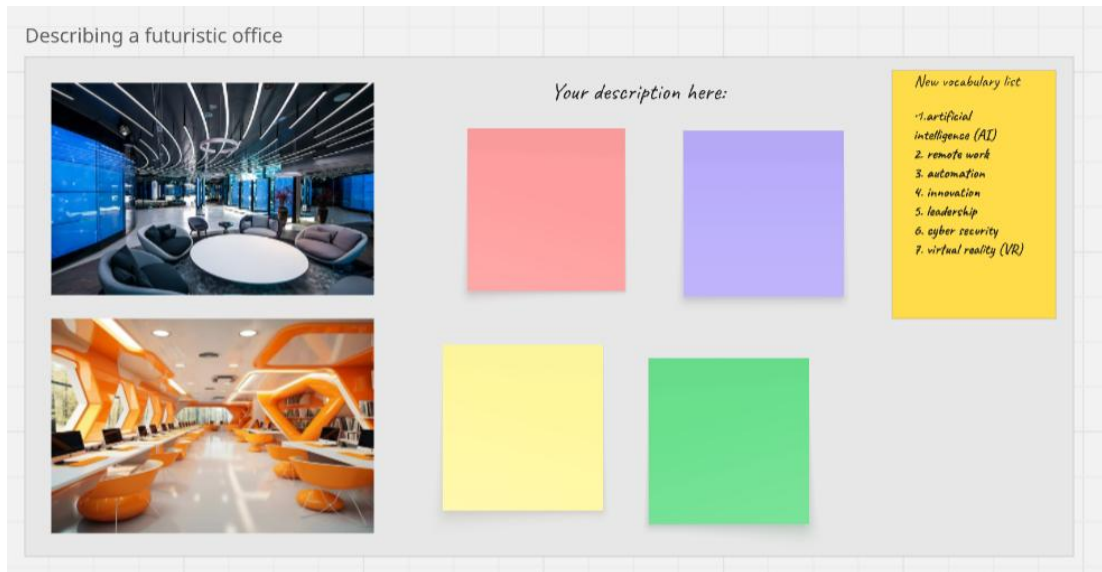 Describing a futuristic office
Your description here:
New vocabulary list
·1.artificial
intelligence (AI)
2. remote work
3. automation
4. innovation
5. leadership
6. cyber security
7. virtual reality (VR)